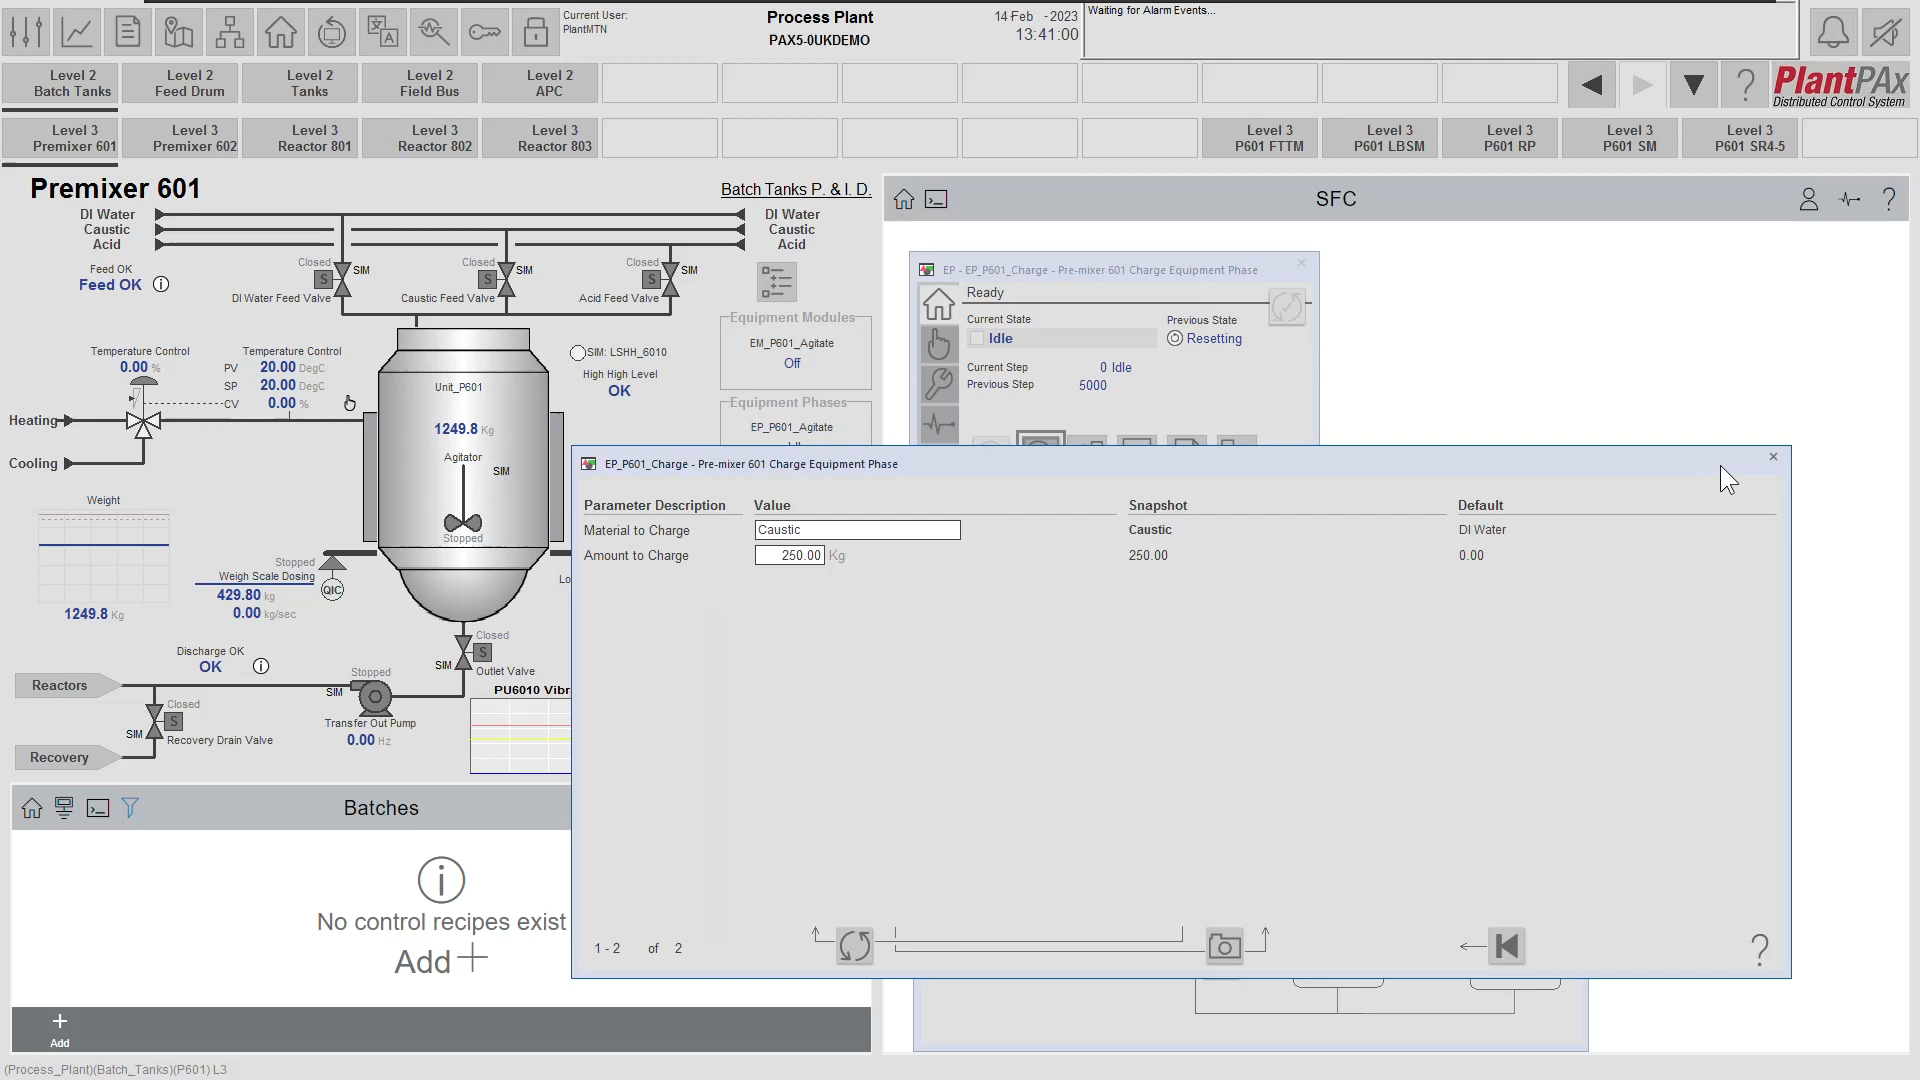 Current User:
PlantMTN
Process Plant
PAX5-0UKDEMO
14 Feb -2023
13:41:00
Waiting for Alarm Events...
Level 2
Batch Tanks
Level 2
Feed Drum
Level 2
Tanks
Level 2
Field Bus
Level 2
APC
?
PlantPAx
Distributed Control System
Level 3
Premixer 601
Level 3
Premixer 602
Level 3
Reactor 801
Level 3
Reactor 802
Level 3
Reactor 803
Level 3
P601 FTTM
Level 3
P601 LBSM
Level 3
P601 RP
Level 3
P601 SM
Level 3
P601 SR4-5
Premixer 601
Batch Tanks P. & I. D.
DI Water
Caustic
Acid
DI Water
Caustic
Acid
Feed OK
Feed OK
Closed
S
SIM
DI Water Feed Valve
Closed
S
SIM
Caustic Feed Valve
Closed
S
SIM
Acid Feed Valve
Equipment Modules
EM_P601_Agitate
Off
Equipment Phases
EP_P601_Agitate
Temperature Control
0.00 %
Temperature Control
PV 20.00 DegC
SP 20.00 DegC
CV 0.00 %
SIM: LSHH_6010
High High Level
OK
Unit_P601
1249.8 Kg
Agitator
SIM
Stopped
Heating
Cooling
Weight
1249.8 Kg
Stopped
Weigh Scale Dosing
429.80 kg
0.00 kg/sec
QIC
Lo
Closed
S
SIM
Outlet Valve
Discharge OK
OK
Reactors
Stopped
SIM
Transfer Out Pump
0.00 Hz
PU6010 Vibr
Closed
S
SIM
Recovery Drain Valve
Recovery
SFC
?
EP - EP_P601_Charge - Pre-mixer 601 Charge Equipment Phase
Ready
Current State
Idle
Previous State
Resetting
Current Step 0 Idle
Previous Step 5000
EP_P601_Charge - Pre-mixer 601 Charge Equipment Phase
Parameter Description Value Snapshot Default
Material to Charge Caustic Caustic DI Water
Amount to Charge 250.00 Kg 250.00 0.00
1 - 2 of 2
?
Batches
No control recipes exist
Add +
+
Add
(Process_Plant)(Batch_Tanks)(P601) L3